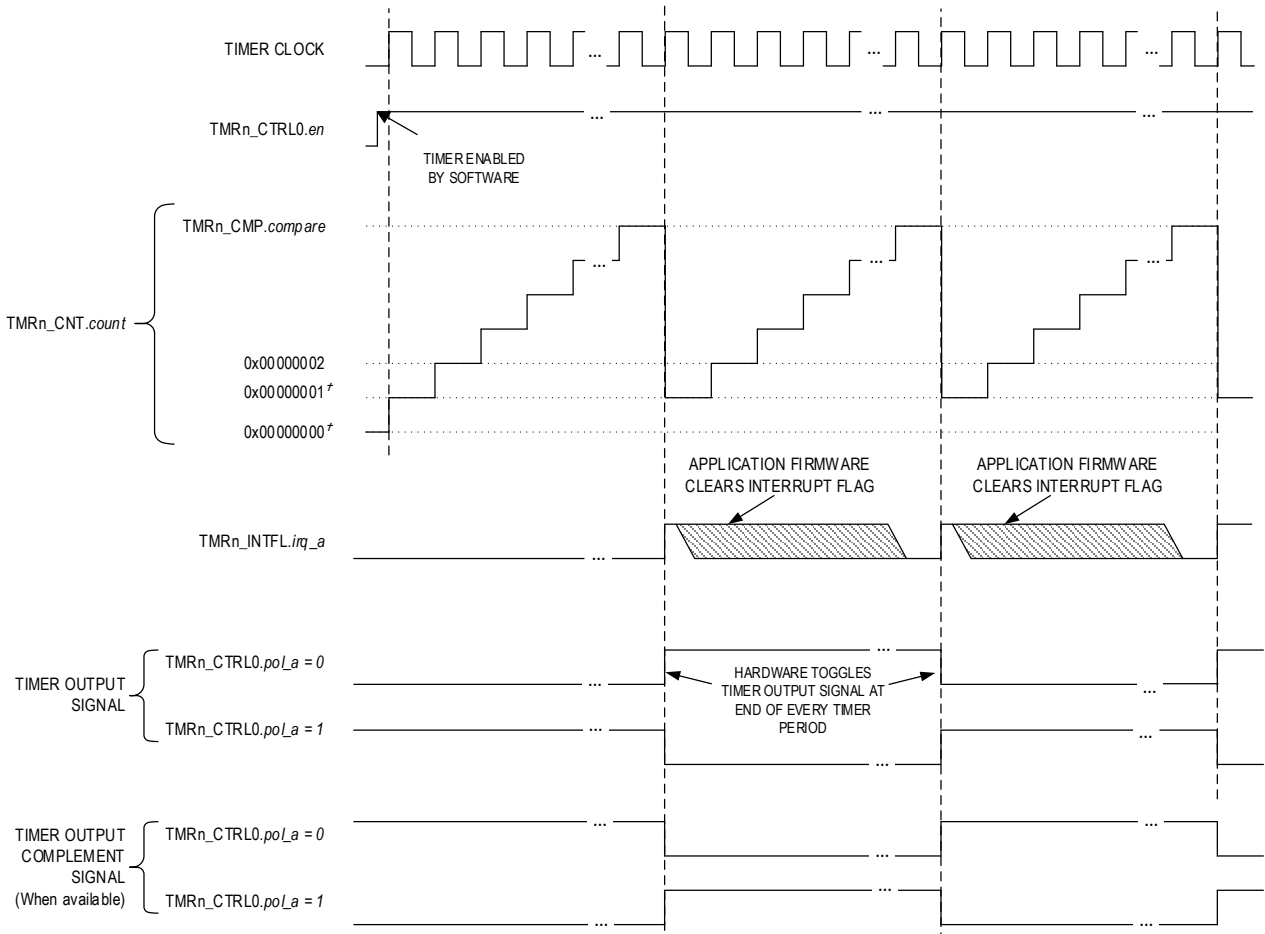 TIMER CLOCK
...
...
...
TMRn_CTRL0.en
...
...
...
TIMER ENABLED
BY SOFTWARE
TMRn_CMP.compare
...
...
...
TMRn_CNT.count
0x00000002
0x00000001†
0x00000000†
APPLICATION FIRMWARE
CLEARS INTERRUPT FLAG
APPLICATION FIRMWARE
CLEARS INTERRUPT FLAG
TMRn_INTFL.irq_a
...
TIMER OUTPUT
SIGNAL
TMRn_CTRL0.pol_a = 0
...
...
...
HARDWARE TOGGLES
TIMER OUTPUT SIGNAL AT
END OF EVERY TIMER
PERIOD
TMRn_CTRL0.pol_a = 1
...
...
...
TIMER OUTPUT
COMPLEMENT
SIGNAL
(When available)
TMRn_CTRL0.pol_a = 0
...
...
...
TMRn_CTRL0.pol_a = 1
...
...
...